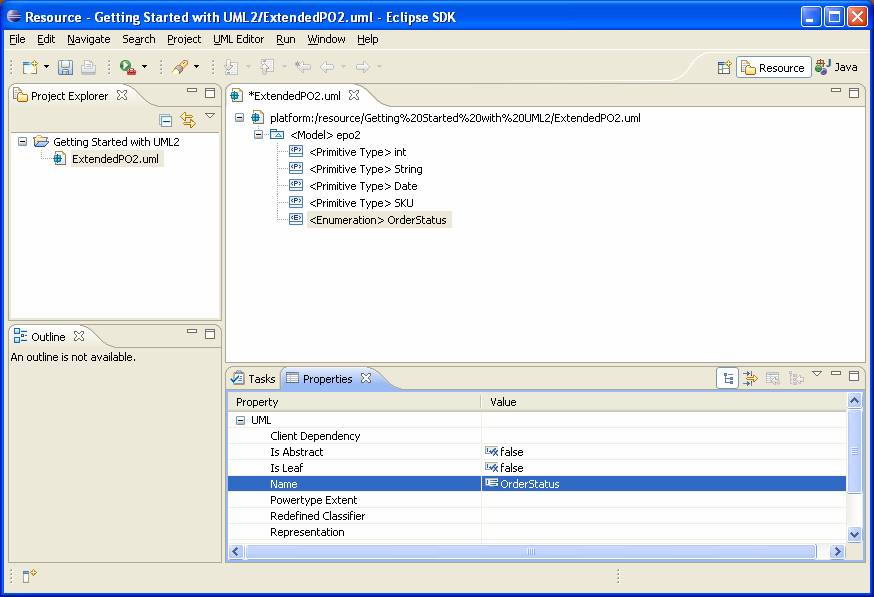 Resource - Getting Started with UML2/ExtendedPO2.uml - Eclipse SDK
File Edit Navigate Search Project UML Editor Run Window Help
Resource Java
Project Explorer
Getting Started with UML2
ExtendedPO2.uml
*ExtendedPO2.uml
platform:/resource/Getting%20Started%20with%20UML2/ExtendedPO2.uml
<Model> epo2
<Primitive Type> int
<Primitive Type> String
<Primitive Type> Date
<Primitive Type> SKU
<Enumeration> OrderStatus
Outline
An outline is not available.
Tasks Properties
Property Value
UML
Client Dependency
Is Abstract false
Is Leaf false
Name OrderStatus
Powertype Extent
Redefined Classifier
Representation